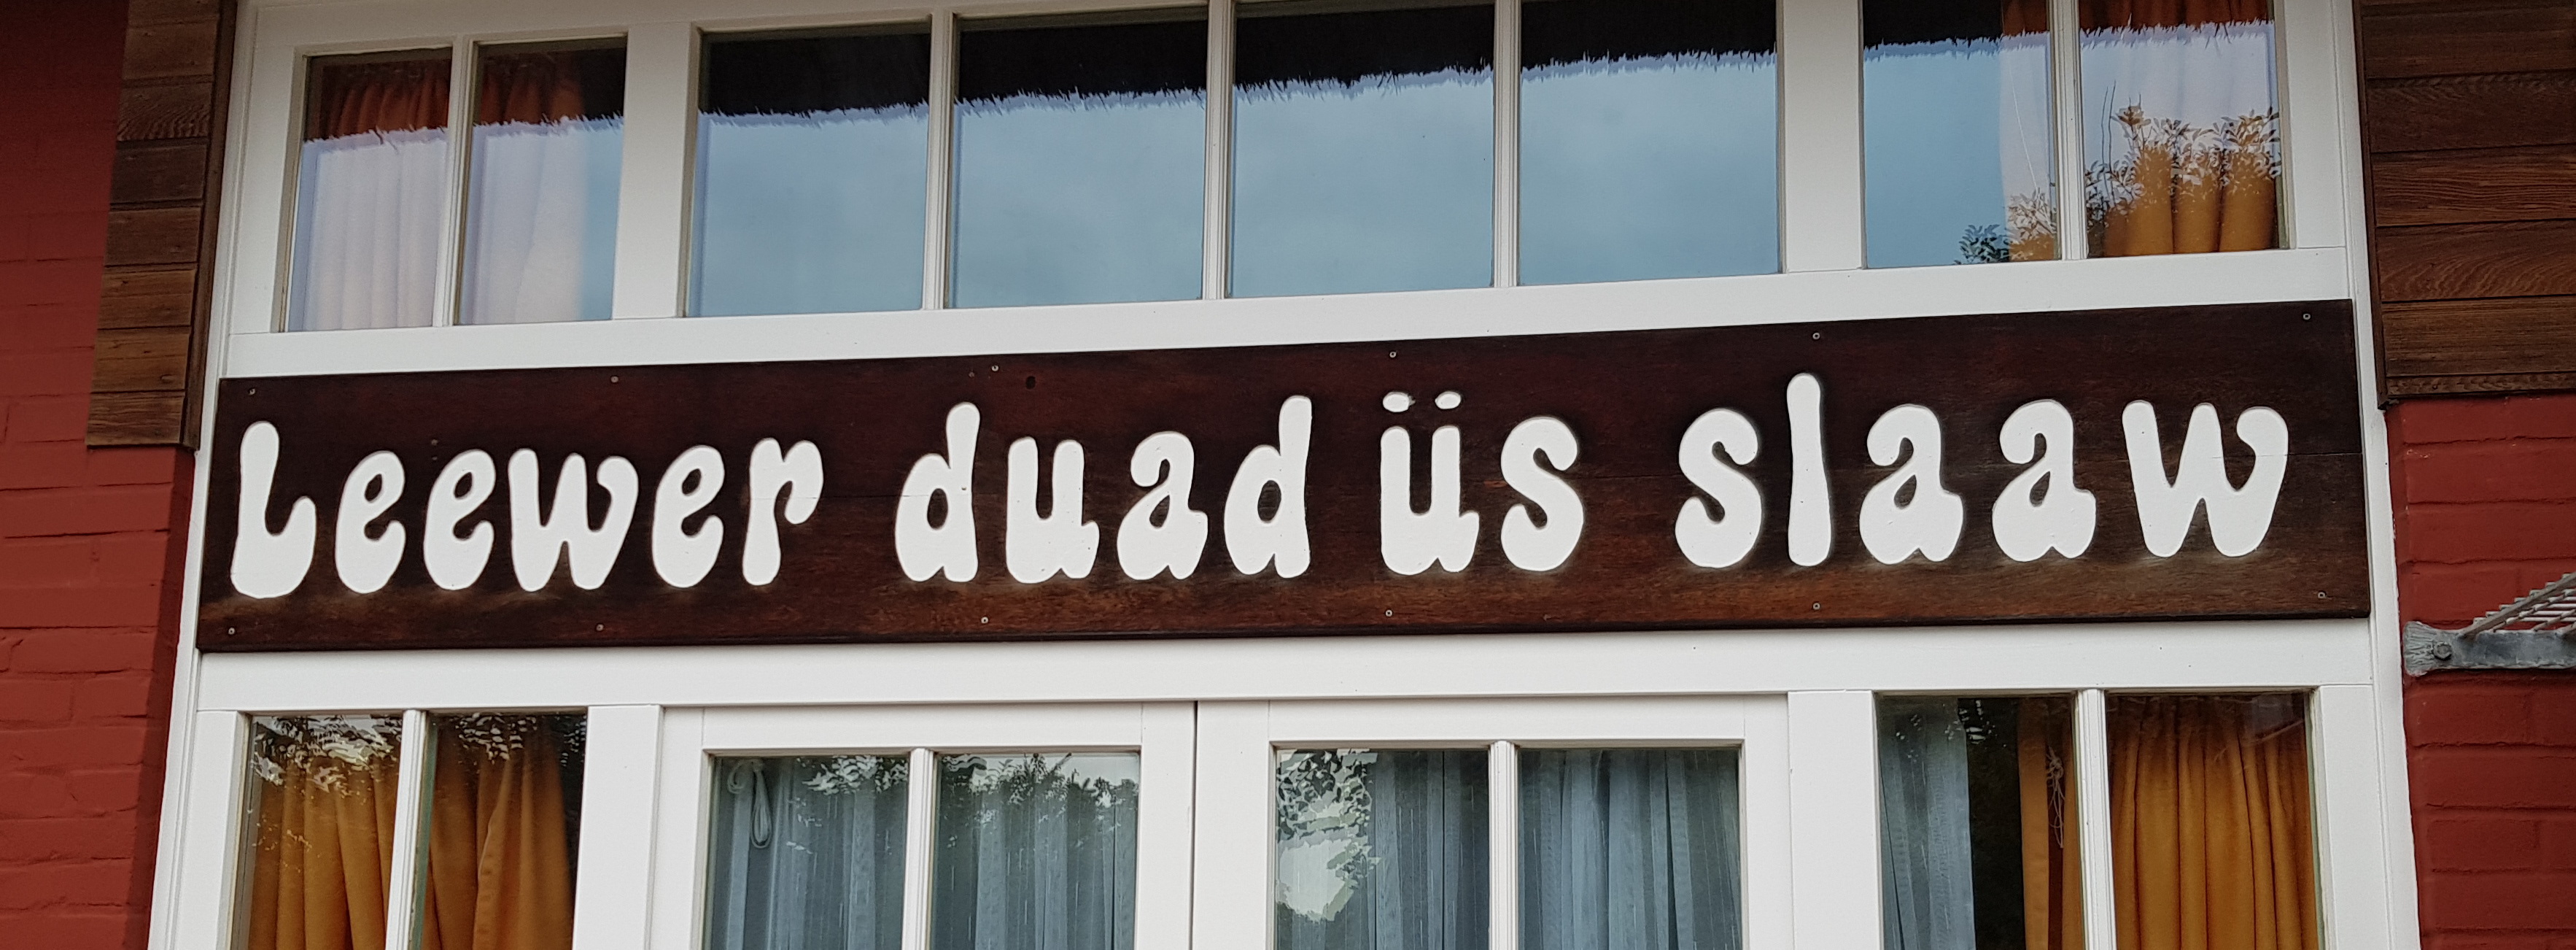 Leewer duad üs slaaw